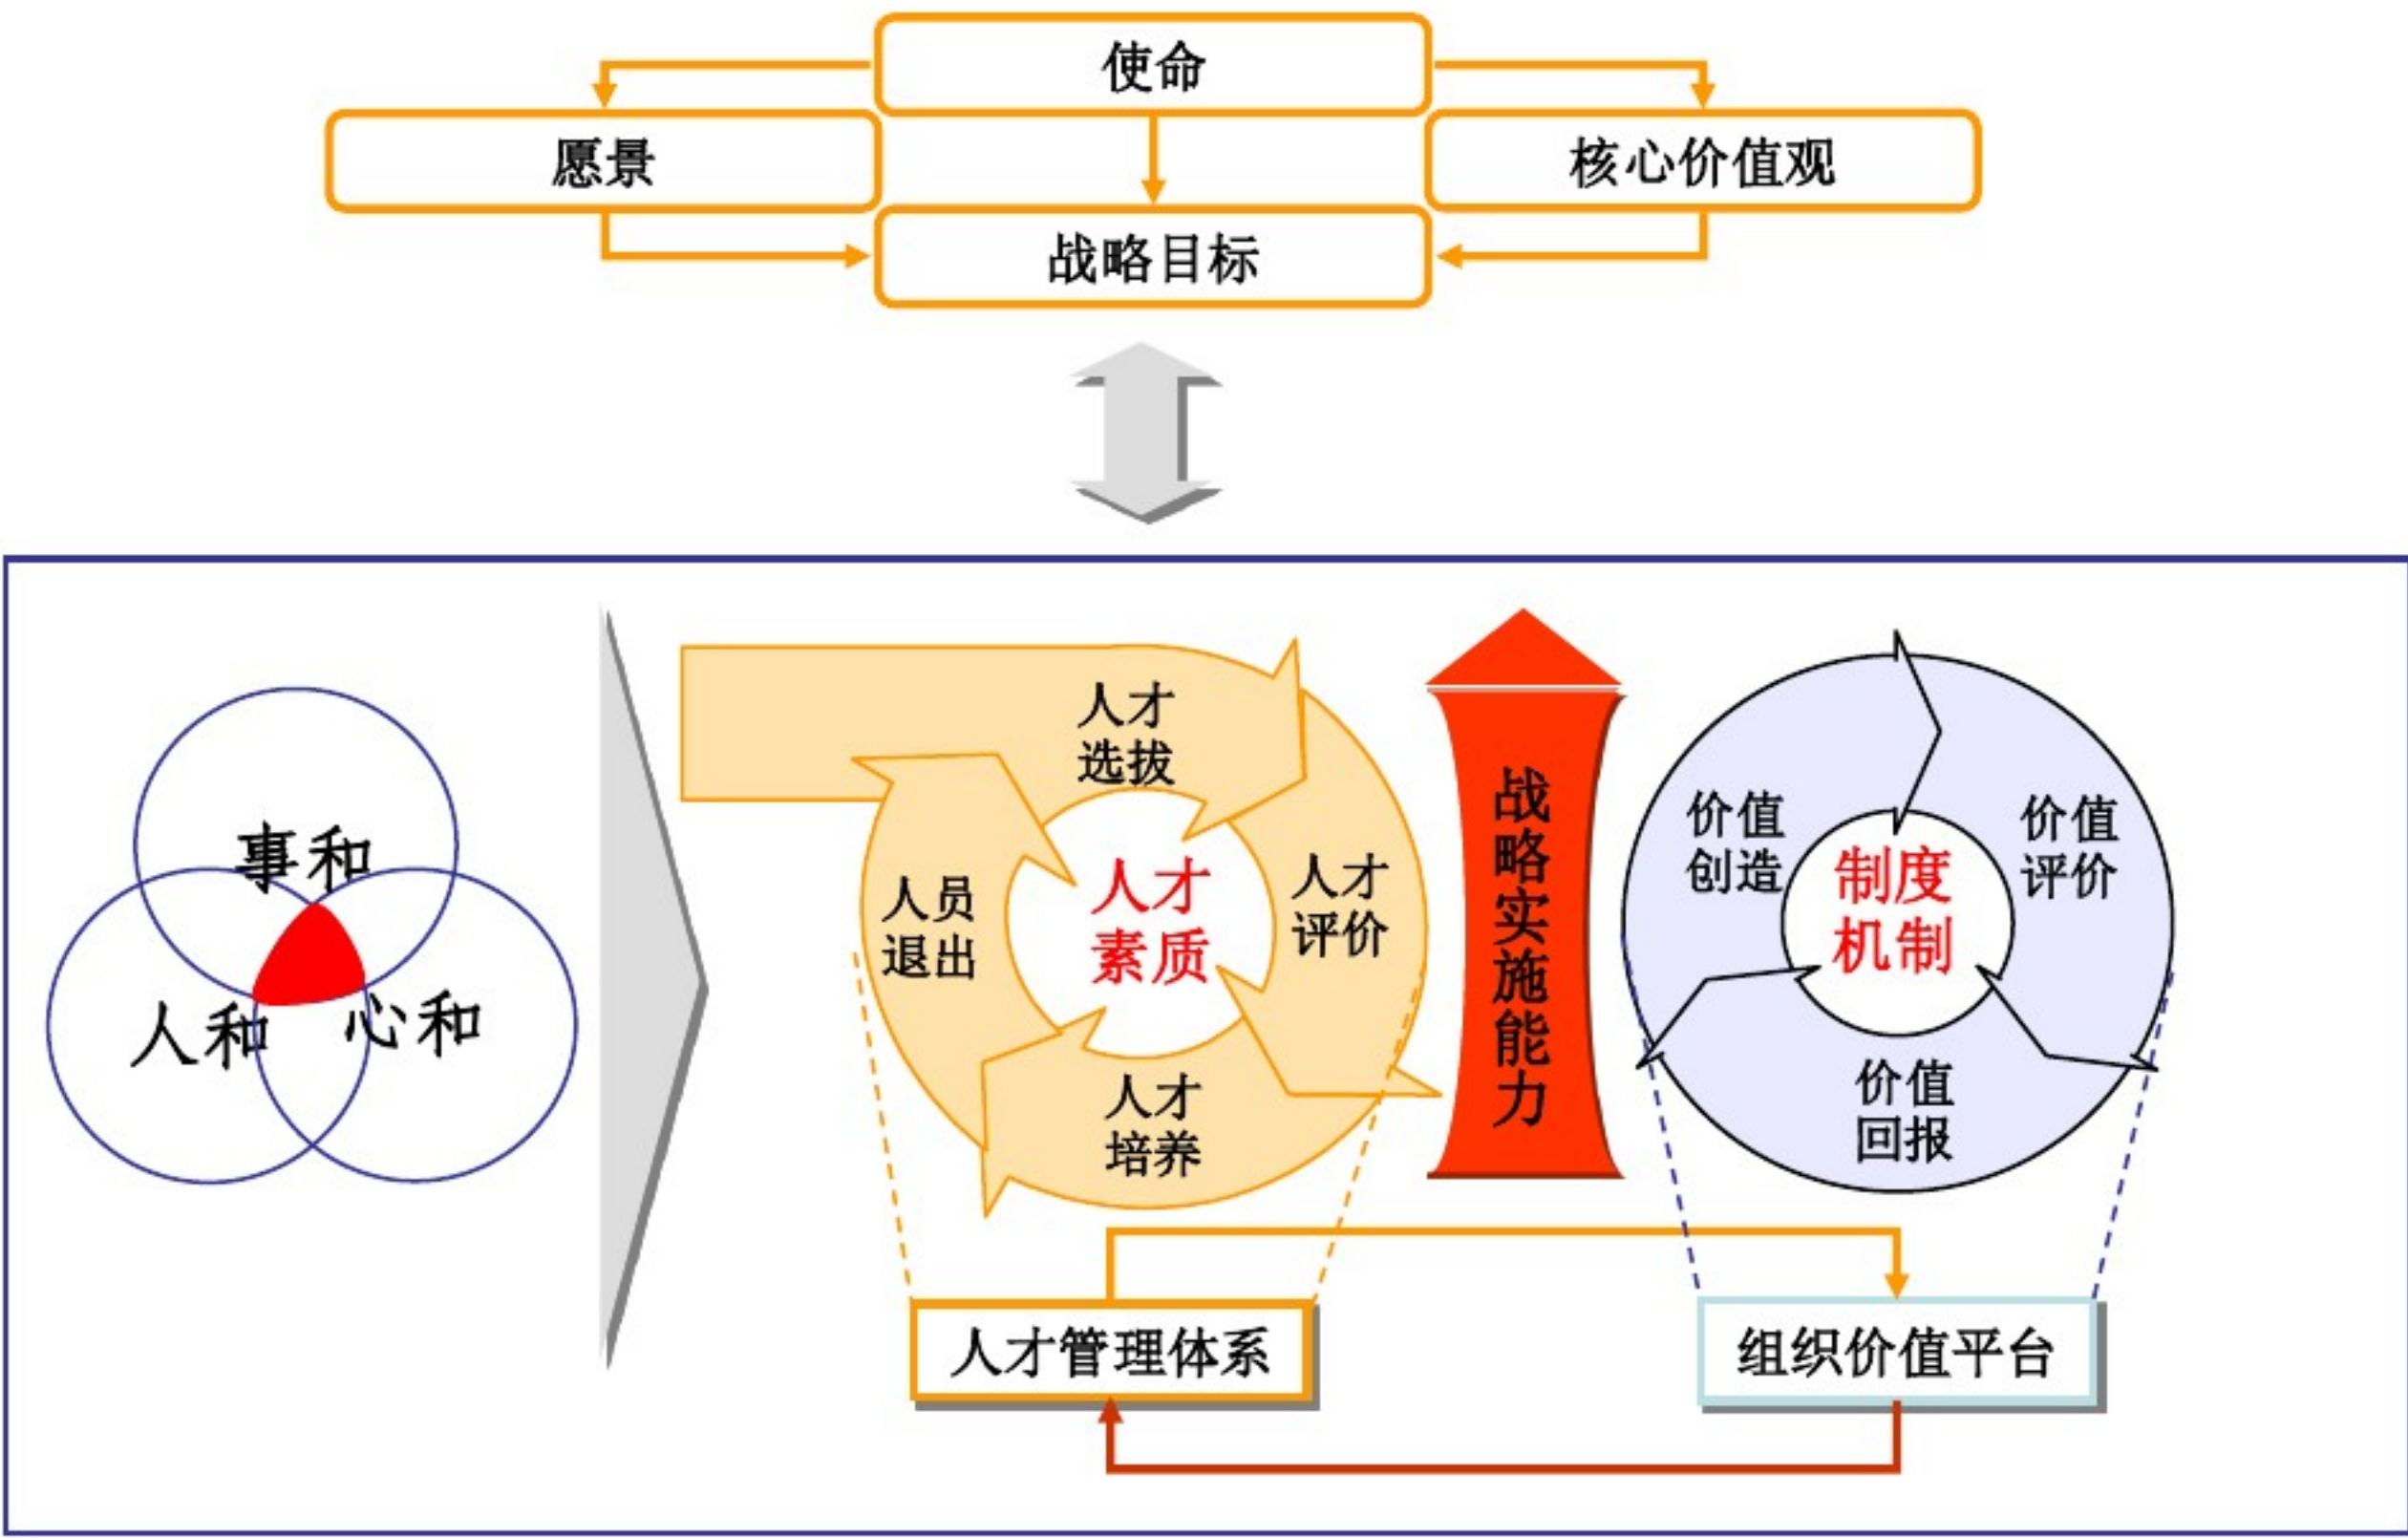 使命
愿景
核心价值观
战略目标
事和
人和
心和
人才
选拔
人才
评价
人才
培养
人员
退出
人才
素质
战略实施能力
价值
创造
价值
评价
价值
回报
制度
机制
人才管理体系
组织价值平台